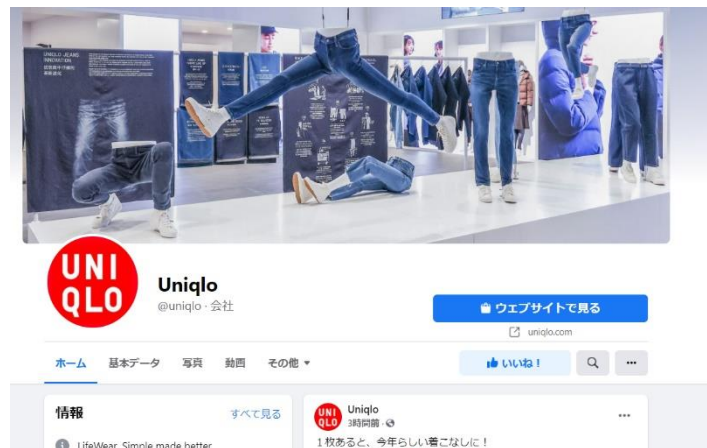 UNIQLO JEANS
INNOVATION
UNI
QLO
Uniqlo
@uniqlo · 会社
ウェブサイトで見る
uniqlo.com
ホーム 基本データ 写真 動画 その他
いいね！
情報 すべて見る
LifeWear. Simple made better
UNI
QLO
Uniqlo
3時間前
1枚あると、今年らしい着こなしに！